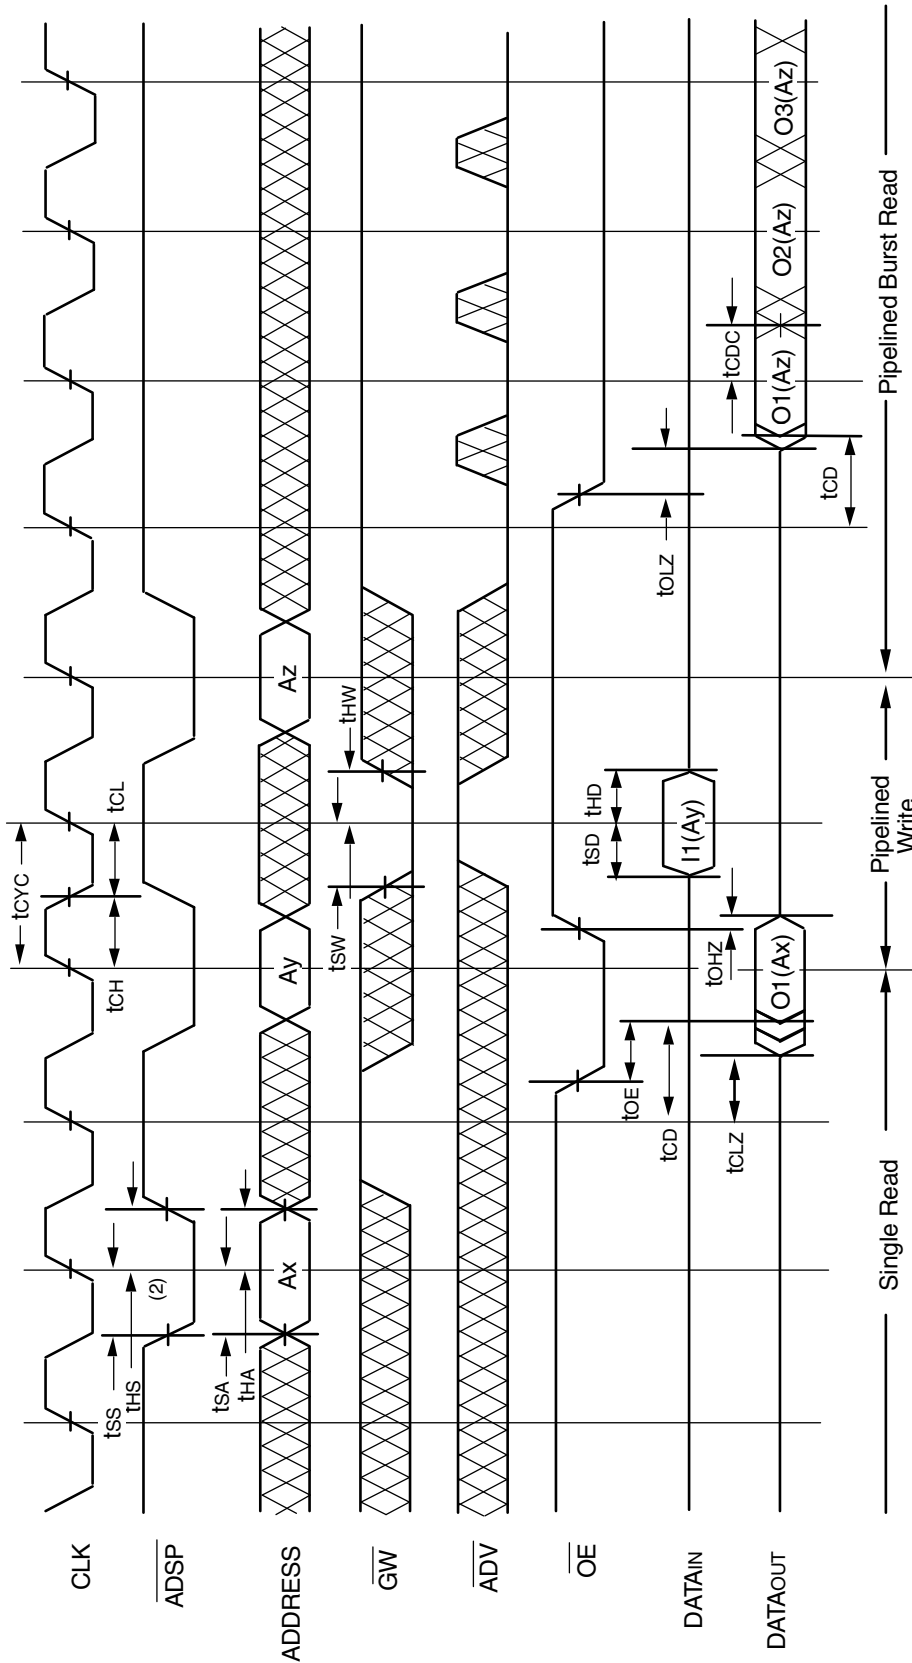 CLK
tCYC
tCH
tCL
ADSP
tSS
tHS
(2)
ADDRESS
tSA
tHA
Ax
Ay
Az
GW
tSW
tHW
ADV
OE
tOE
tOLZ
DATAIN
tCD
tOHZ
tSD
tHD
I1(Ay)
DATAOUT
tCLZ
O1(Ax)
tCD
tCDC
O1(Az)
O2(Az)
O3(Az)
Single Read
Pipelined
Write
Pipelined Burst Read